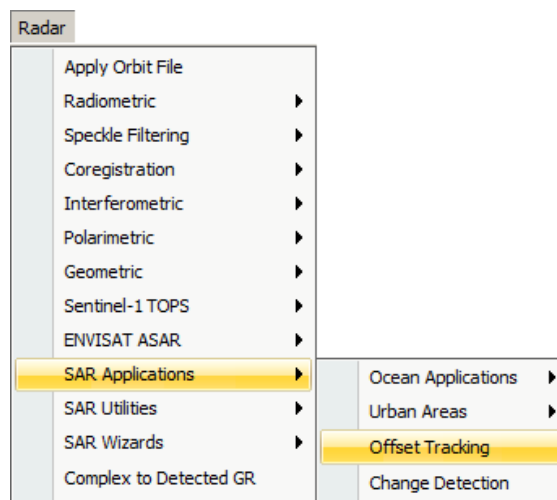 Radar
Apply Orbit File
Radiometric
Speckle Filtering
Coregistration
Interferometric
Polarimetric
Geometric
Sentinel-1 TOPS
ENVISAT ASAR
SAR Applications
SAR Utilities
SAR Wizards
Complex to Detected GR
Ocean Applications
Urban Areas
Offset Tracking
Change Detection